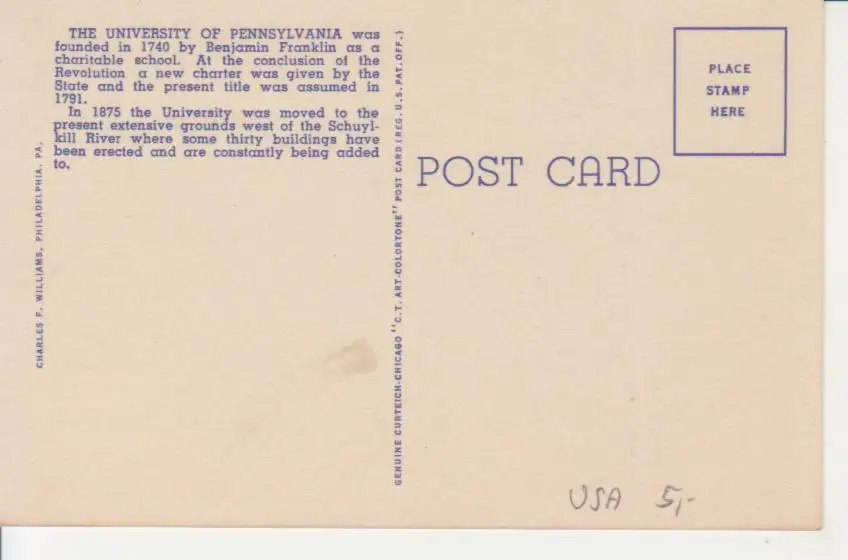 THE UNIVERSITY OF PENNSYLVANIA was
founded in 1740 by Benjamin Franklin as a
charitable school. At the conclusion of the
Revolution a new charter was given by the
State and the present title was assumed in
1791.
In 1875 the University was moved to the
present extensive grounds west of the Schuyl-
kill River where some thirty buildings have
been erected and are constantly being added
to.
CHARLES F. WILLIAMS, PHILADELPHIA, PA.
GENUINE CURTEICH-CHICAGO "C.T. ART-COLORTONE" POST CARD (REG. U.S. PAT. OFF.)
POST CARD
PLACE
STAMP
HERE
USA 5,-